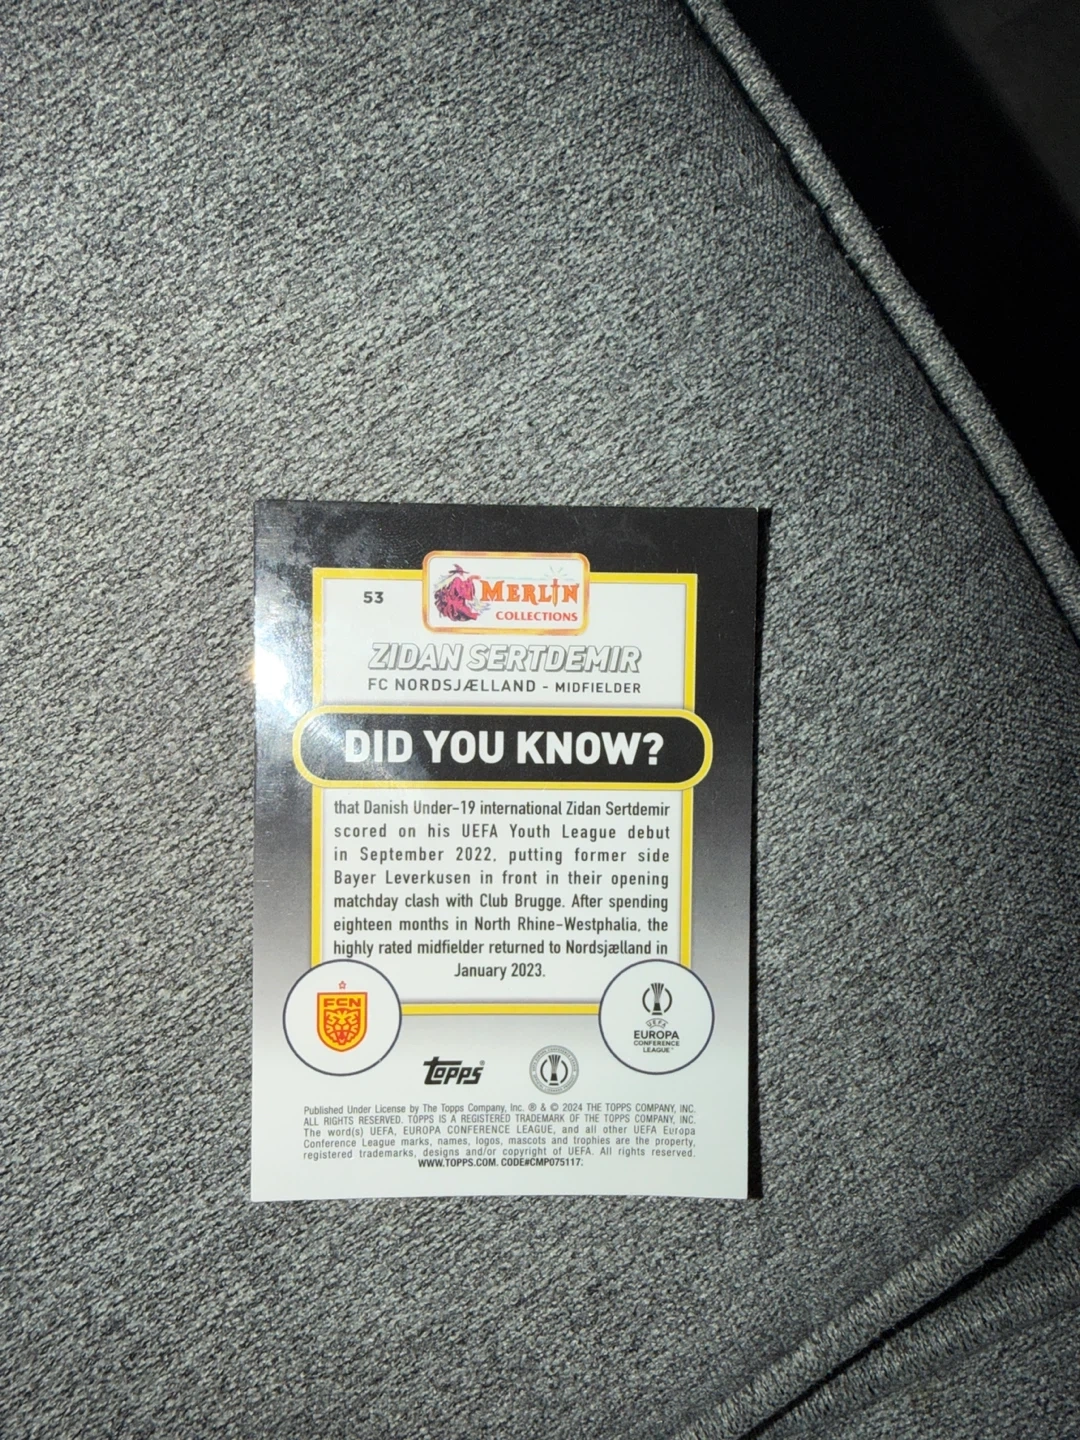 53
MERLIN
COLLECTIONS
ZIDAN SERTDEMIR
FC NORDSJÆLLAND - MIDFIELDER
DID YOU KNOW?
that Danish Under-19 international Zidan Sertdemir
scored on his UEFA Youth League debut
in September 2022, putting former side
Bayer Leverkusen in front in their opening
matchday clash with Club Brugge. After spending
eighteen months in North Rhine-Westphalia, the
highly rated midfielder returned to Nordsjælland in
January 2023.
FCN
UEFA
EUROPA
CONFERENCE
LEAGUE™
Topps®
Published Under License by The Topps Company, Inc. ® & © 2024 THE TOPPS COMPANY, INC.
ALL RIGHTS RESERVED. TOPPS IS A REGISTERED TRADEMARK OF THE TOPPS COMPANY, INC.
The word(s) UEFA, EUROPA CONFERENCE LEAGUE, and all other UEFA Europa
Conference League marks, names, logos, mascots and trophies are the property,
registered trademarks, designs and/or copyright of UEFA. All rights reserved.
WWW.TOPPS.COM. CODE#CMP075117: